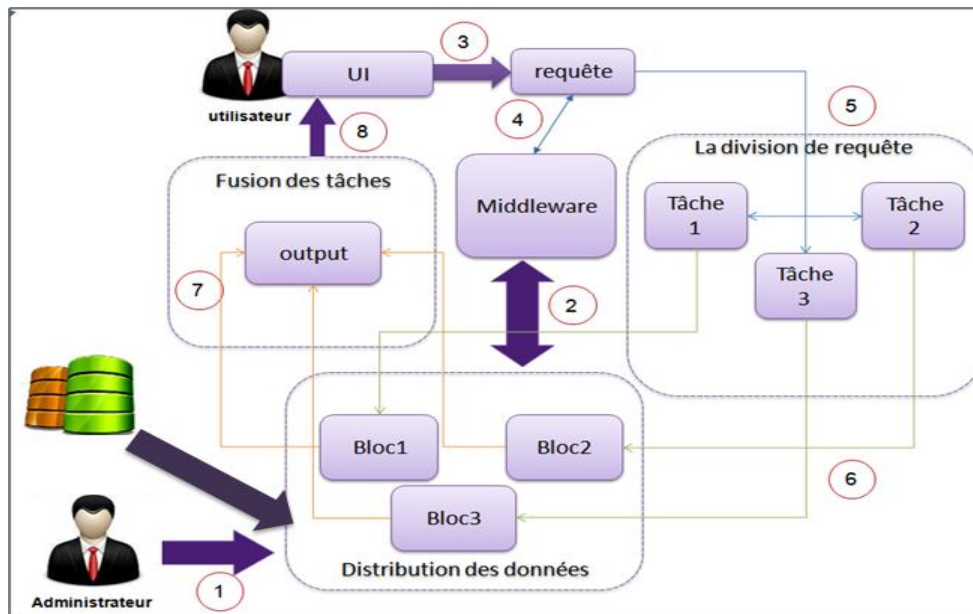 3
UI
requête
utilisateur
8
4
5
La division de requête
Fusion des tâches
Middleware
Tâche
1
Tâche
2
output
Tâche
3
7
2
Bloc1
Bloc2
6
Bloc3
Distribution des données
1
Administrateur